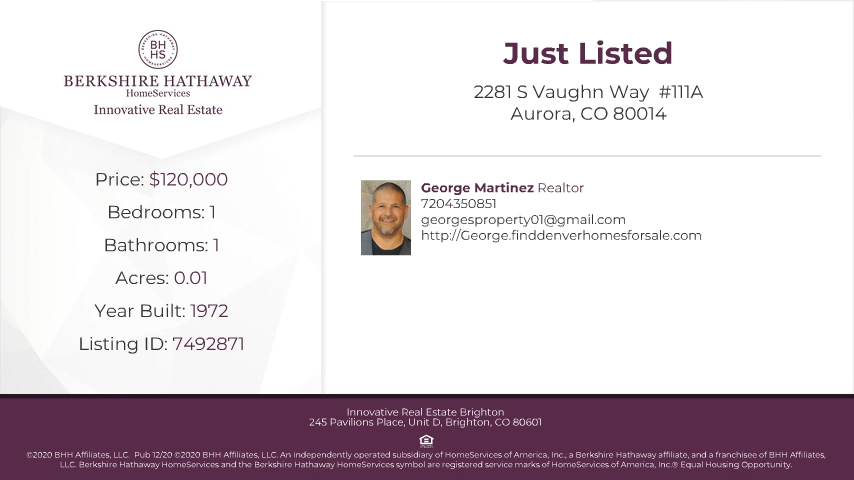 BH
HS
BERKSHIRE HATHAWAY
HomeServices
Innovative Real Estate
Price: $120,000
Bedrooms: 1
Bathrooms: 1
Acres: 0.01
Year Built: 1972
Listing ID: 7492871
Just Listed
2281 S Vaughn Way  #111A
Aurora, CO 80014
George Martinez Realtor
7204350851
georgesproperty01@gmail.com
http://George.finddenverhomesforsale.com
Innovative Real Estate Brighton
245 Pavilions Place, Unit D, Brighton, CO 80601
©2020 BHH Affiliates, LLC.  Pub 12/20 ©2020 BHH Affiliates, LLC. An independently operated subsidiary of HomeServices of America, Inc., a Berkshire Hathaway affiliate, and a franchisee of BHH Affiliates,
LLC. Berkshire Hathaway HomeServices and the Berkshire Hathaway HomeServices symbol are registered service marks of HomeServices of America, Inc.® Equal Housing Opportunity.